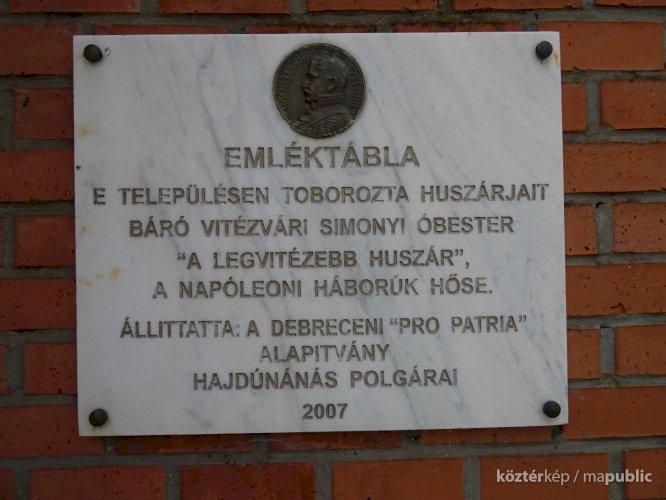 EMLÉKTÁBLA
E TELEPÜLÉSEN TOBOROZTA HUSZÁRJAIT
BÁRÓ VITÉZVÁRI SIMONYI ÓBESTER
"A LEGVITÉZEBB HUSZÁR",
A NAPÓLEONI HÁBORÚK HŐSE.
ÁLLITTATTA: A DEBRECENI "PRO PATRIA"
ALAPITVÁNY
HAJDÚNÁNÁS POLGÁRAI
2007
köztérkép / mapublic